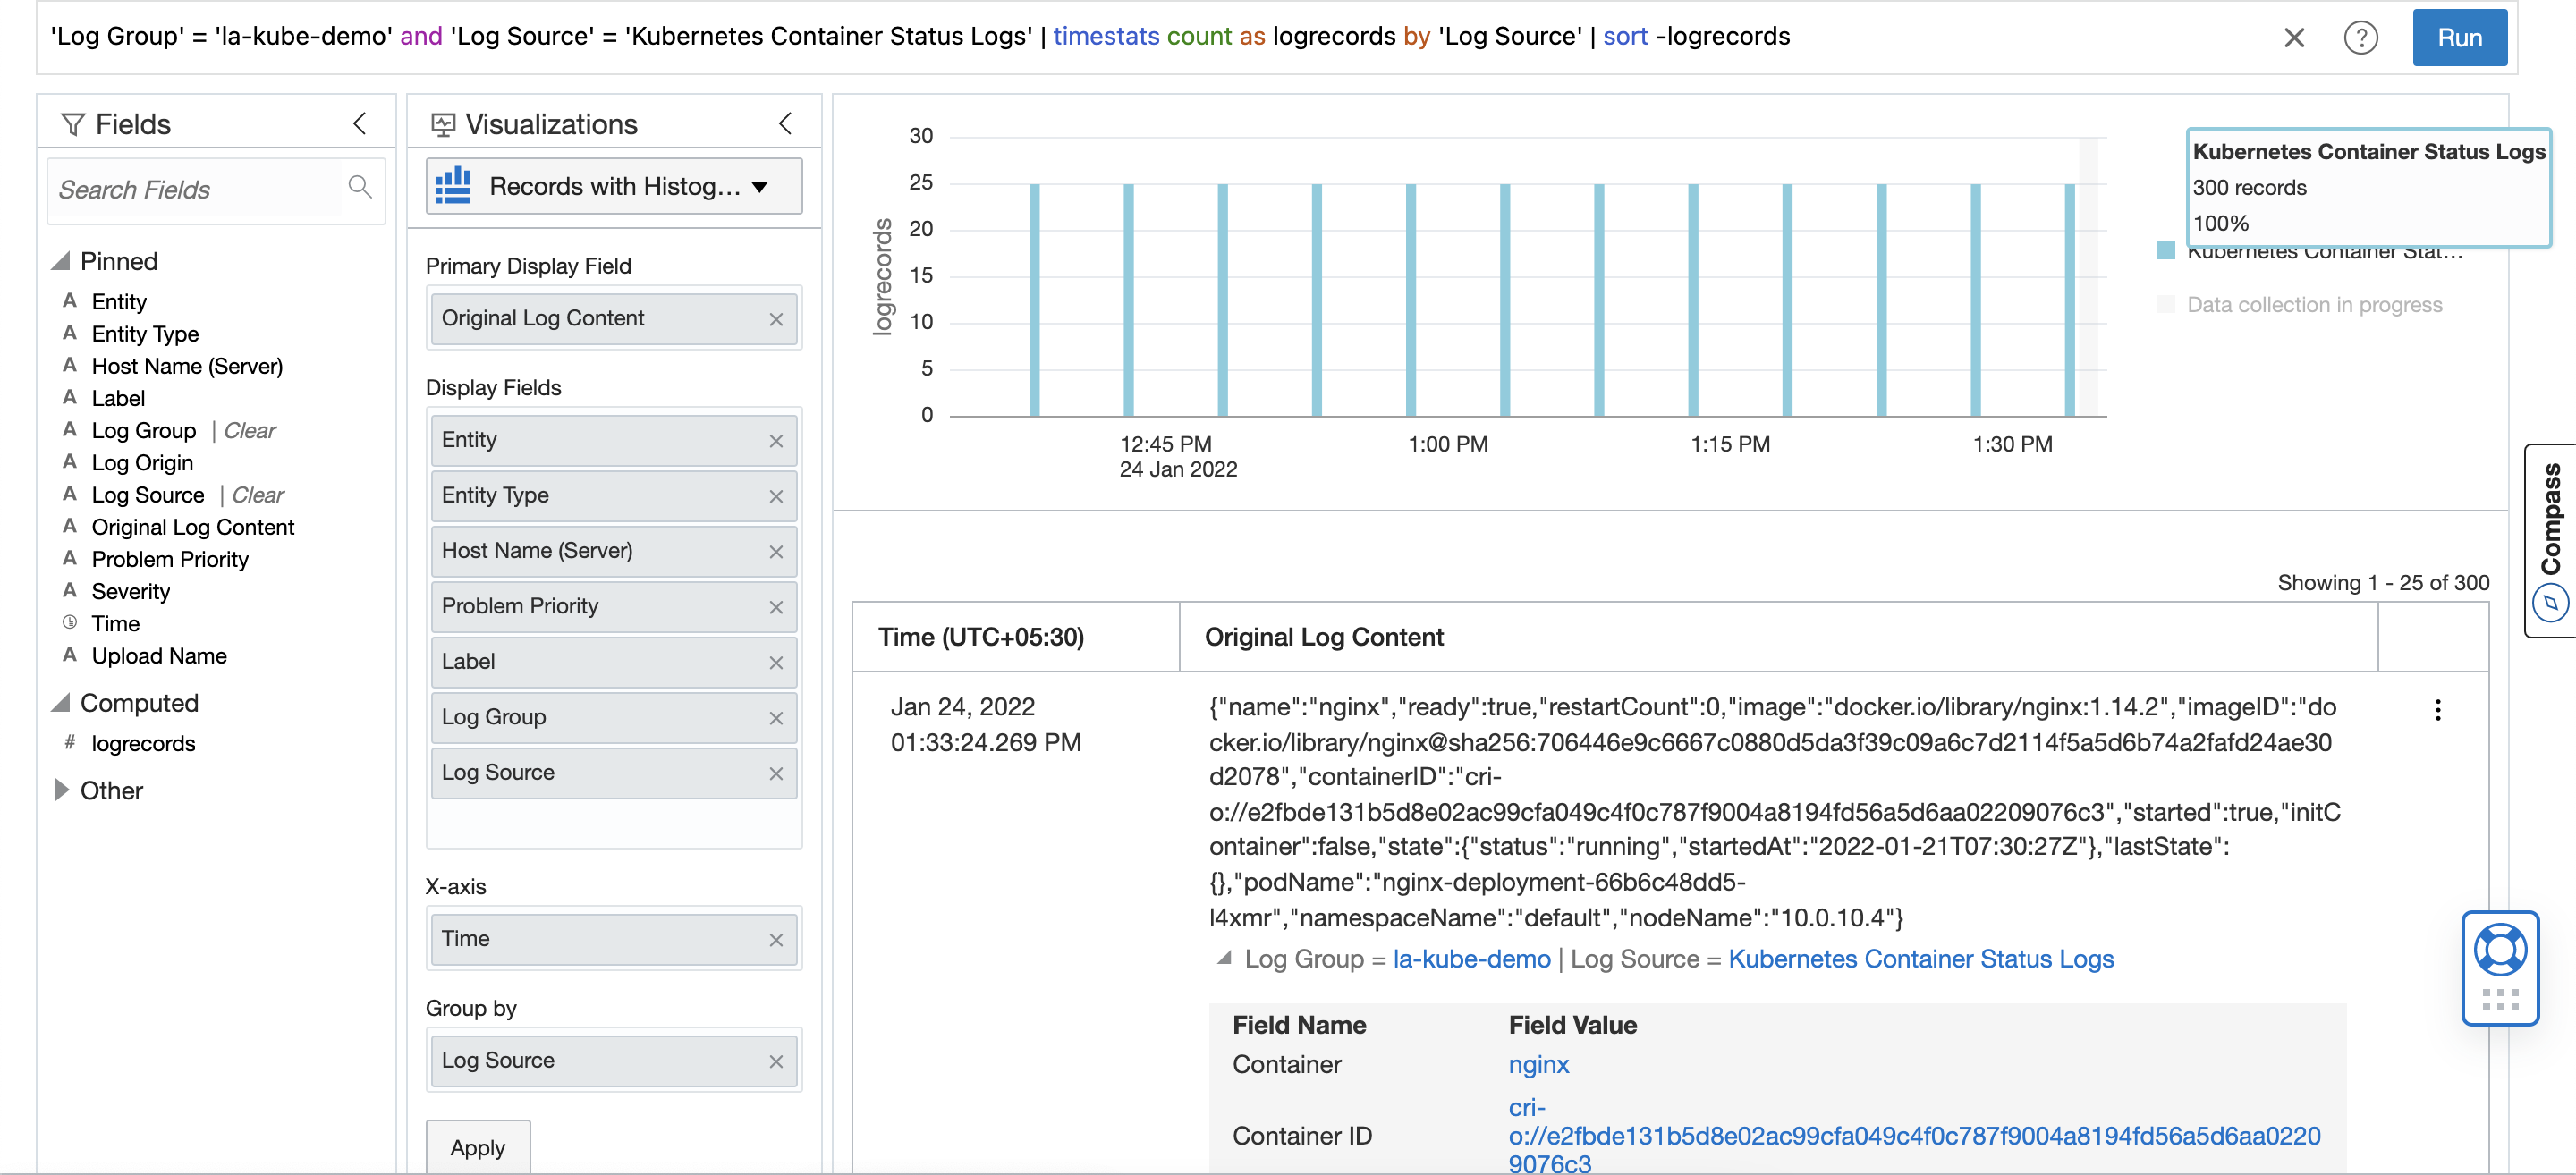 'Log Group' = 'la-kube-demo' and 'Log Source' = 'Kubernetes Container Status Logs' | timestats count as logrecords by 'Log Source' | sort -logrecords
Run
Fields
Search Fields
Pinned
A Entity
A Entity Type
A Host Name (Server)
A Label
A Log Group | Clear
A Log Origin
A Log Source | Clear
A Original Log Content
A Problem Priority
A Severity
Time
A Upload Name
Computed
# logrecords
Other
Visualizations
Records with Histog...
Primary Display Field
Original Log Content
Display Fields
Entity
Entity Type
Host Name (Server)
Problem Priority
Label
Log Group
Log Source
X-axis
Time
Group by
Log Source
Apply
logrecords
30
25
20
15
10
5
0
12:45 PM 1:00 PM 1:15 PM 1:30 PM
24 Jan 2022
Kubernetes Container Status Logs
300 records
100%
Kubernetes Container Stat...
Data collection in progress
Compass
Showing 1 - 25 of 300
Time (UTC+05:30) Original Log Content
Jan 24, 2022
01:33:24.269 PM
{"name":"nginx","ready":true,"restartCount":0,"image":"docker.io/library/nginx:1.14.2","imageID":"do
cker.io/library/nginx@sha256:706446e9c6667c0880d5da3f39c09a6c7d2114f5a5d6b74a2fafd24ae30
d2078","containerID":"cri-
o://e2fbde131b5d8e02ac99cfa049c4f0c787f9004a8194fd56a5d6aa02209076c3","started":true,"initC
ontainer":false,"state":{"status":"running","startedAt":"2022-01-21T07:30:27Z"},"lastState":
{},"podName":"nginx-deployment-66b6c48dd5-
l4xmr","namespaceName":"default","nodeName":"10.0.10.4"}
Log Group = la-kube-demo | Log Source = Kubernetes Container Status Logs
Field Name Field Value
Container nginx
Container ID cri-
o://e2fbde131b5d8e02ac99cfa049c4f0c787f9004a8194fd56a5d6aa0220
9076c3